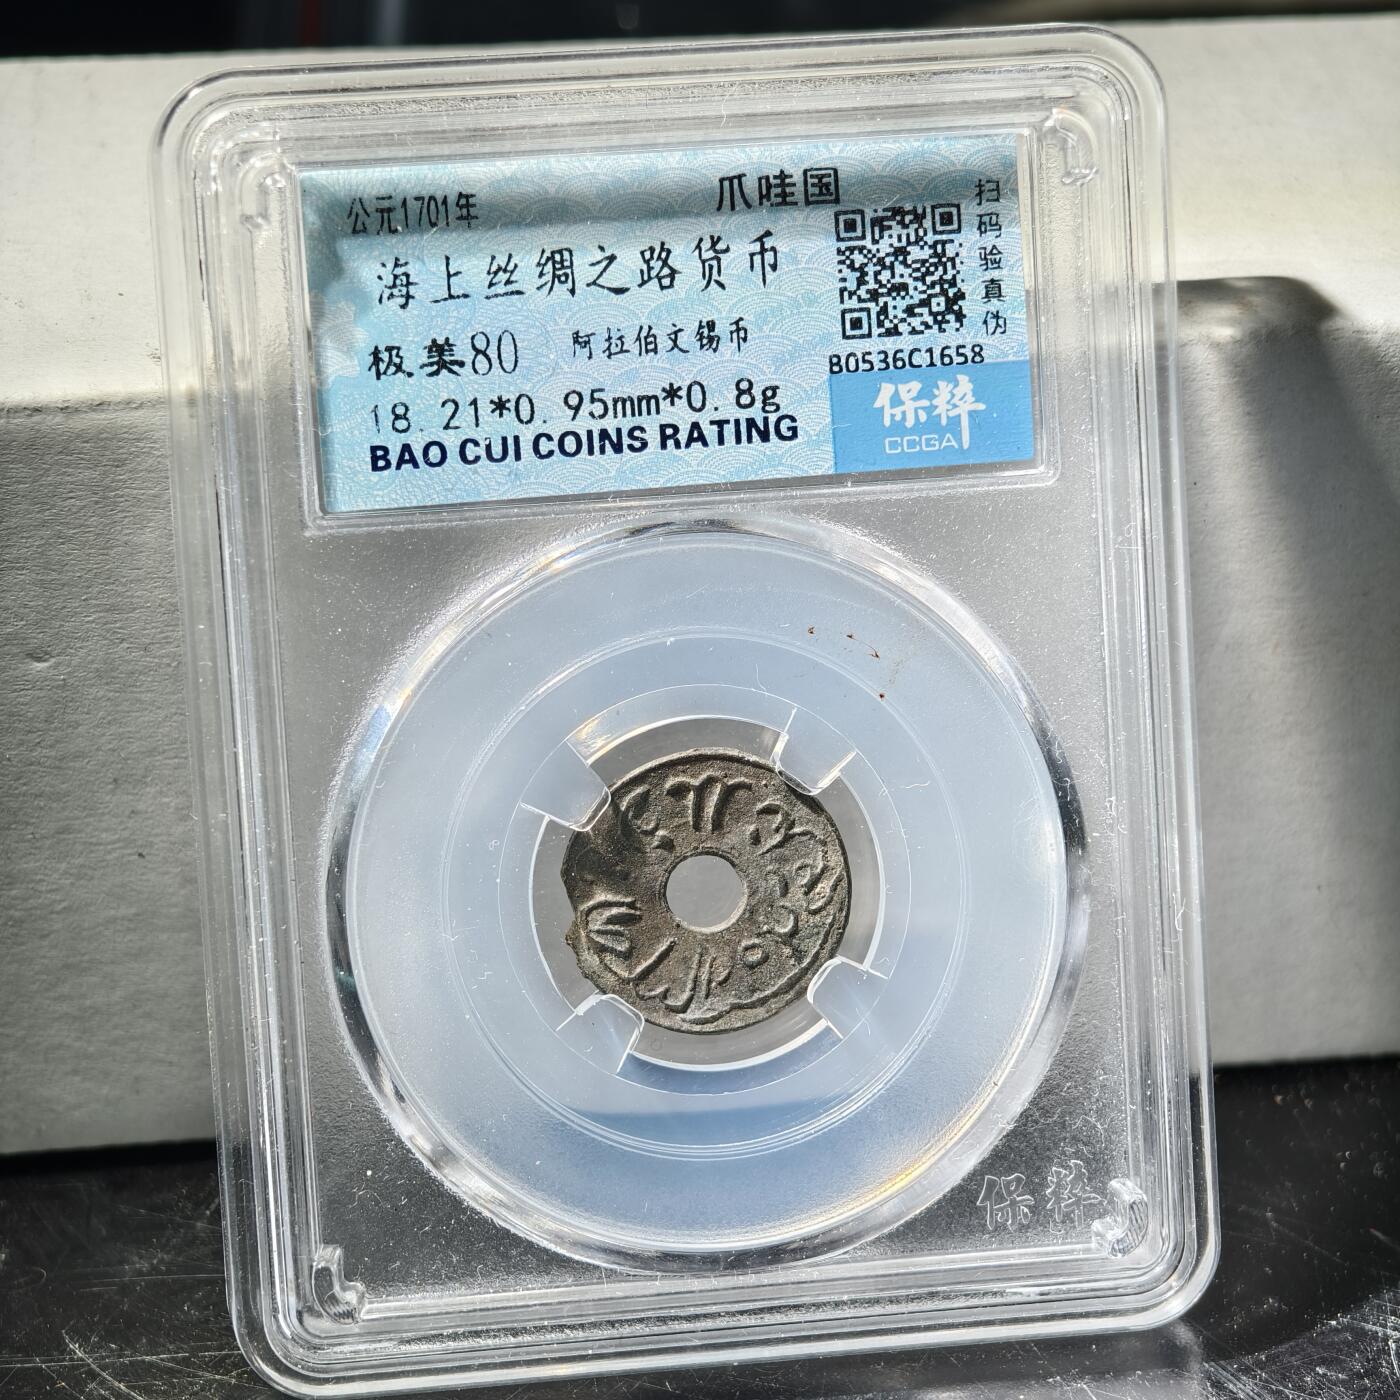 公元1701年
爪哇国
海上丝绸之路货币
极美80
阿拉伯文锡币
18.21*0.95mm*0.8g
BAO CUI COINS RATING
扫码验真伪
B0536C1658
保粹
CCGA
保粹